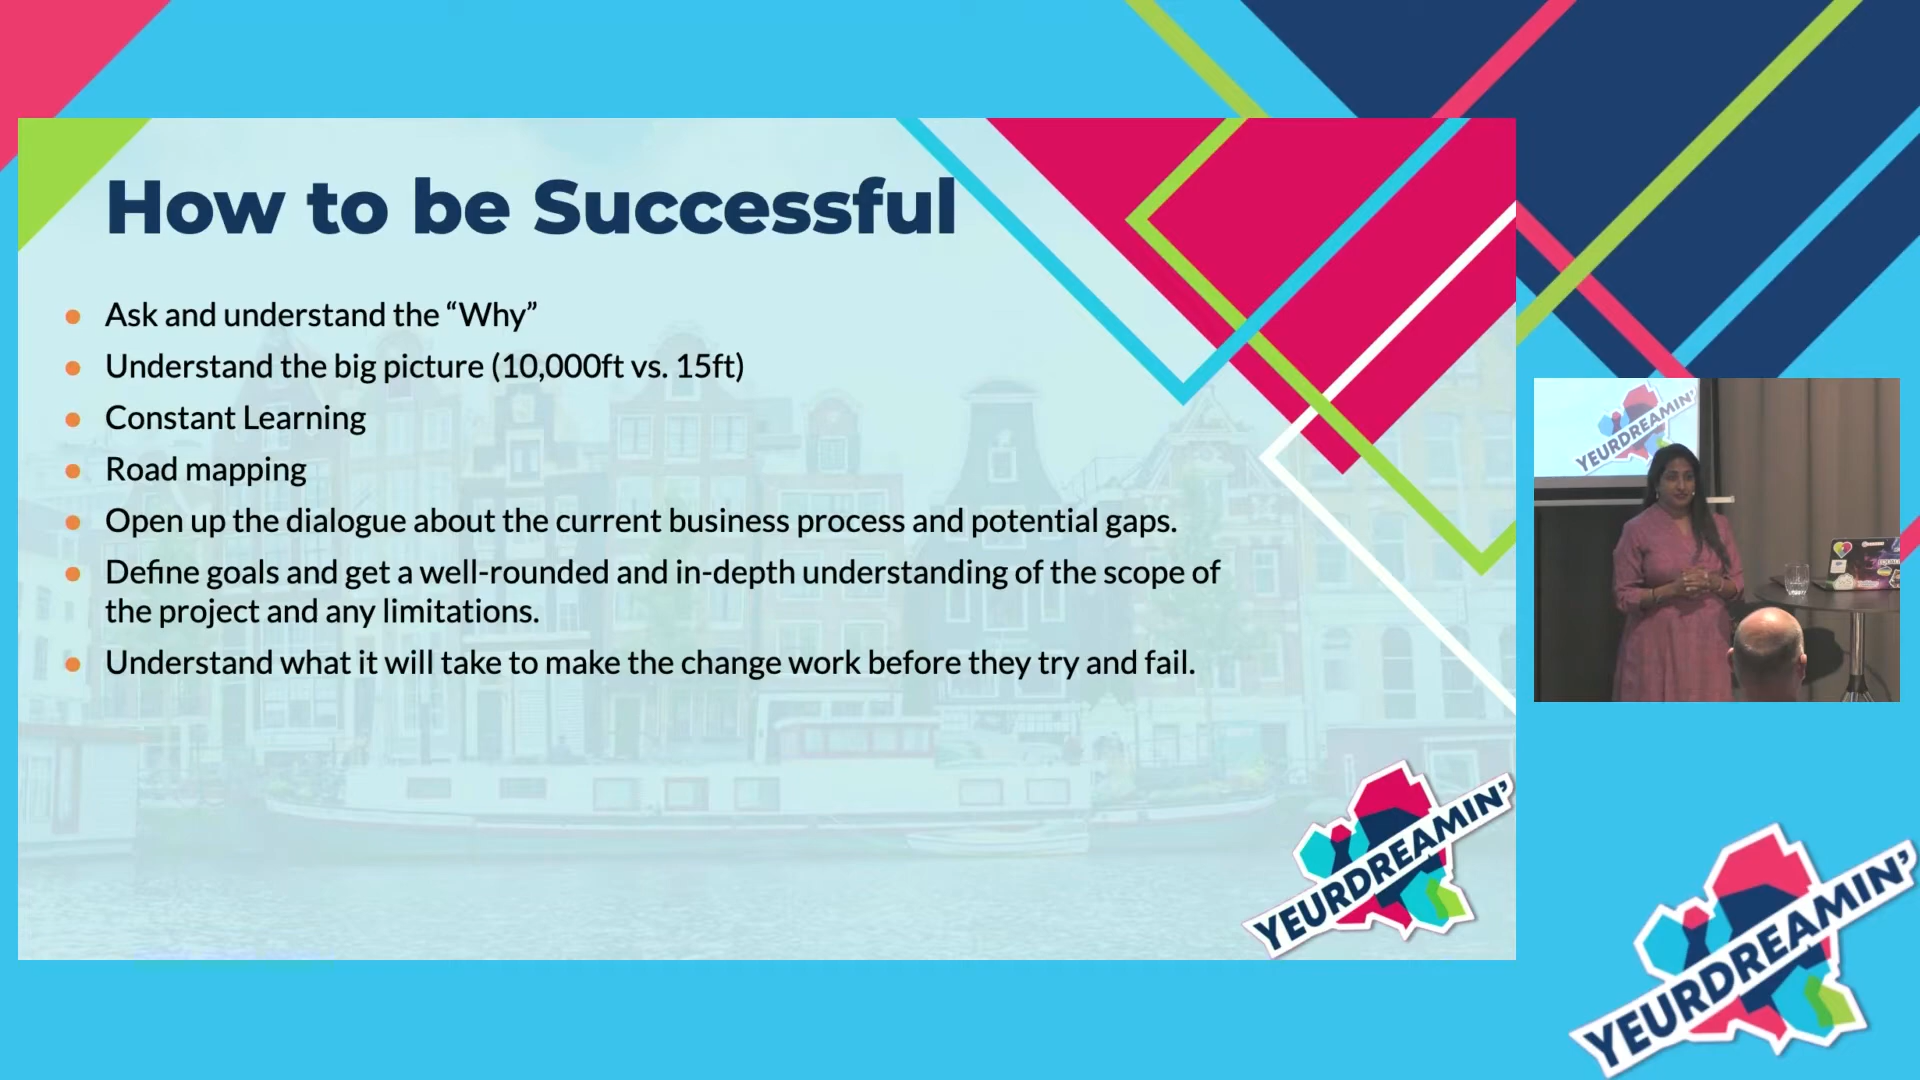 How to be Successful
Ask and understand the “Why”
Understand the big picture (10,000ft vs. 15ft)
Constant Learning
Road mapping
Open up the dialogue about the current business process and potential gaps.
Define goals and get a well-rounded and in-depth understanding of the scope of
the project and any limitations.
Understand what it will take to make the change work before they try and fail.
YEURDREAMIN’
YEURDREAMIN’
YEURDREAMIN’